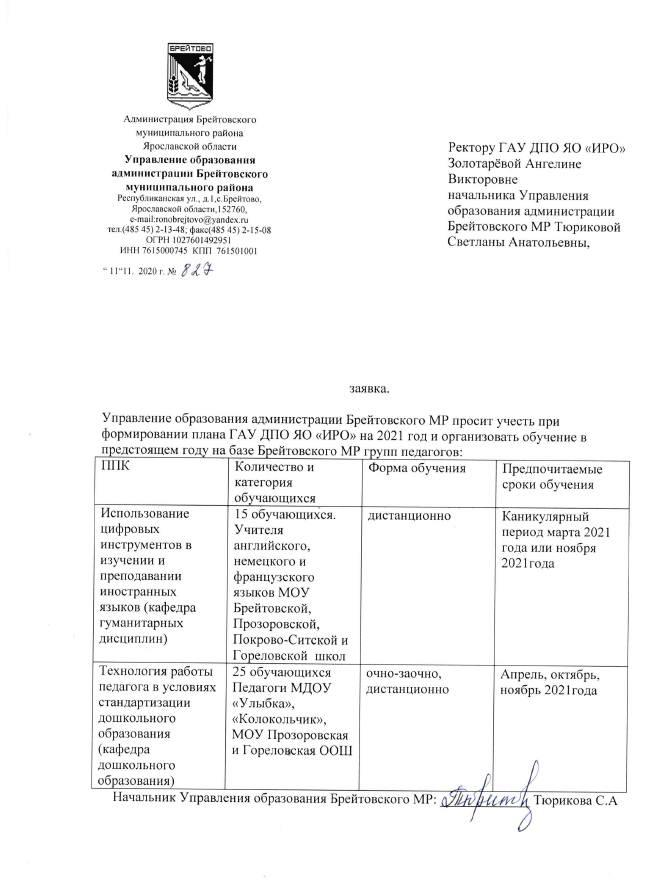 БРЕЙТОВО
Администрация Брейтовского
муниципального района
Ярославской области
Управление образования
администрации Брейтовского
муниципального района
Республиканская ул., д.1,с.Брейтово,
Ярославской области,152760,
e-mail:ronobrejtovo@yandex.ru
тел.(485 45) 2-13-48; факс(485 45) 2-15-08
ОГРН 1027601492951
ИНН 7615000745 КПП 761501001
“ 11“11. 2020 г. № 827
Ректору ГАУ ДПО ЯО «ИРО»
Золотарёвой Ангелине
Викторовне
начальника Управления
образования администрации
Брейтовского МР Тюриковой
Светланы Анатольевны,
заявка.
Управление образования администрации Брейтовского МР просит учесть при
формировании плана ГАУ ДПО ЯО «ИРО» на 2021 год и организовать обучение в
предстоящем году на базе Брейтовского МР групп педагогов:
ППК
Количество и
категория
обучающихся
Форма обучения
Предпочитаемые
сроки обучения
Использование
цифровых
инструментов в
изучении и
преподавании
иностранных
языков (кафедра
гуманитарных
дисциплин)
15 обучающихся.
Учителя
английского,
немецкого и
французского
языков МОУ
Брейтовской,
Прозоровской,
Покрово-Ситской и
Гореловской школ
дистанционно
Каникулярный
период марта 2021
года или ноября
2021года
Технология работы
педагога в условиях
стандартизации
дошкольного
образования
(кафедра
дошкольного
образования)
25 обучающихся
Педагоги МДОУ
«Улыбка»,
«Колокольчик»,
МОУ Прозоровская
и Гореловская ООШ
очно-заочно,
дистанционно
Апрель, октябрь,
ноябрь 2021года
Начальник Управления образования Брейтовского МР: Тюрикова С.А